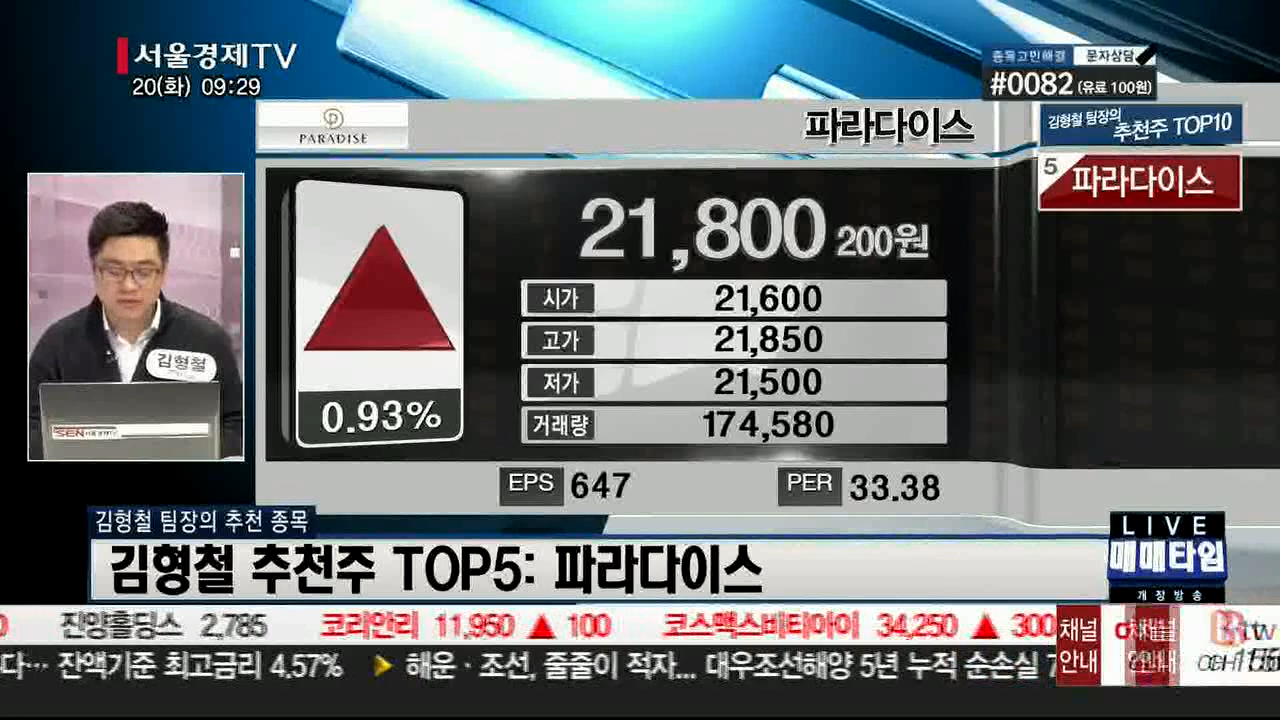 서울경제TV
20(화) 09:29
종목고민해결 문자상담
#0082 (유료 100원)
PARADISE
파라다이스
김형철 팀장의
추천주 TOP10
5 파라다이스
21,800 200원
시가 21,600
고가 21,850
저가 21,500
거래량 174,580
0.93%
김형철
SEN
EPS 647
PER 33.38
김형철 팀장의 추천 종목
김형철 추천주 TOP5: 파라다이스
LIVE
매매타임
개장방송
진양홀딩스 2,785 코리안리 11,950 ▲ 100 코스맥스비티아이 34,250 ▲ 300
채널
안내
다… 잔액기준 최고금리 4.57% ▶ 해운·조선, 줄줄이 적자... 대우조선해양 5년 누적 순손실 7